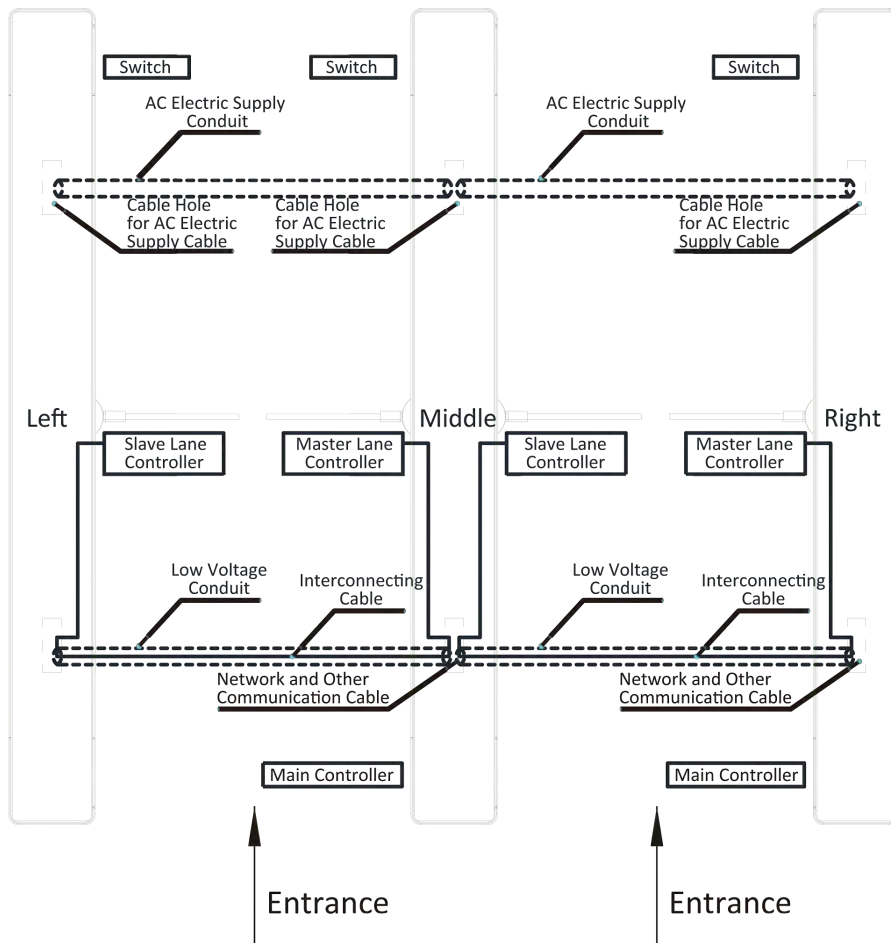 Switch
Switch
Switch
AC Electric Supply
Conduit
AC Electric Supply
Conduit
Cable Hole
for AC Electric
Supply Cable
Cable Hole
for AC Electric
Supply Cable
Cable Hole
for AC Electric
Supply Cable
Left
Middle
Right
Slave Lane
Controller
Master Lane
Controller
Slave Lane
Controller
Master Lane
Controller
Low Voltage
Conduit
Interconnecting
Cable
Low Voltage
Conduit
Interconnecting
Cable
Network and Other
Communication Cable
Network and Other
Communication Cable
Main Controller
Main Controller
Entrance
Entrance